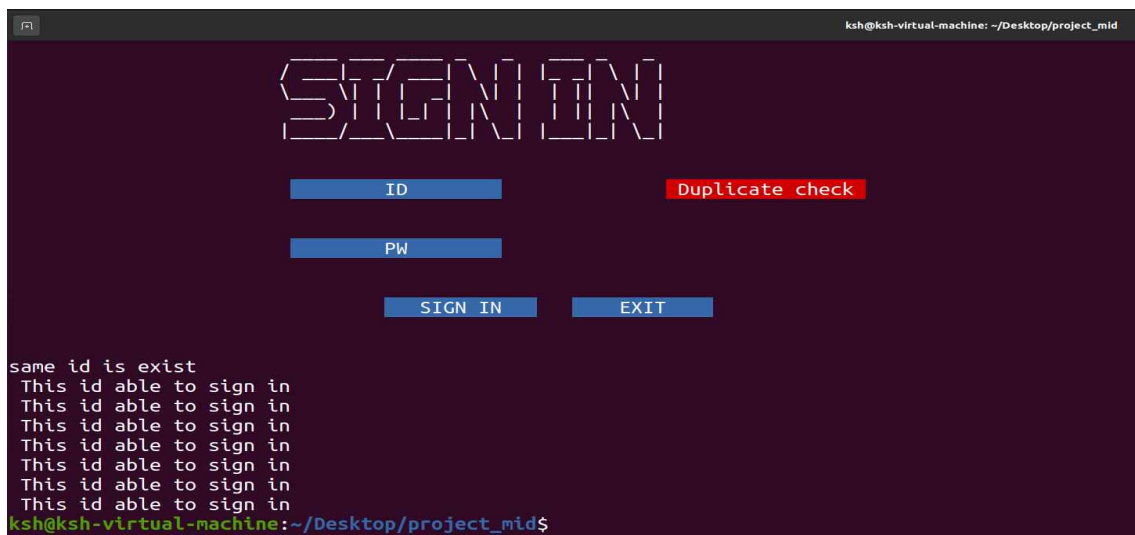 ksh@ksh-virtual-machine: ~/Desktop/project_mid
SIGN IN
ID
Duplicate check
PW
SIGN IN
EXIT
same id is exist
This id able to sign in
This id able to sign in
This id able to sign in
This id able to sign in
This id able to sign in
This id able to sign in
This id able to sign in
ksh@ksh-virtual-machine:~/Desktop/project_mid$